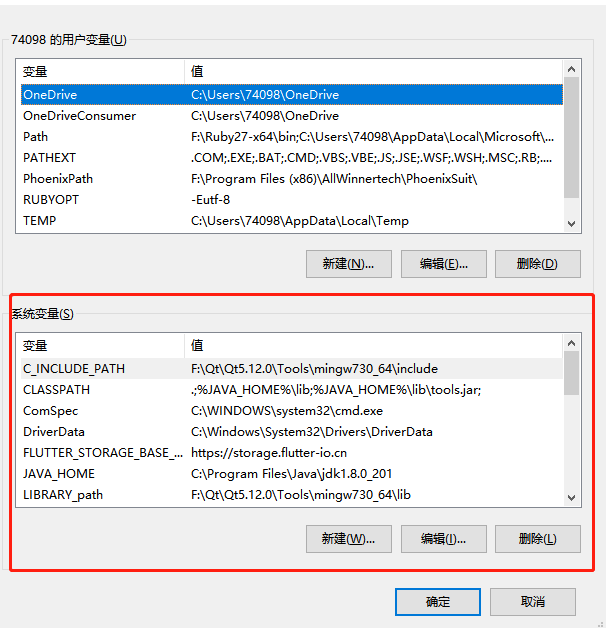 74098 的用户变量(U)
变量 值
OneDrive C:\Users\74098\OneDrive
OneDriveConsumer C:\Users\74098\OneDrive
Path F:\Ruby27-x64\bin;C:\Users\74098\AppData\Local\Microsoft\...
PATHEXT .COM;.EXE;.BAT;.CMD;.VBS;.VBE;.JS;.JSE;.WSF;.WSH;.MSC;.RB;....
PhoenixPath F:\Program Files (x86)\AllWinnertech\PhoenixSuit\
RUBYOPT -Eutf-8
TEMP C:\Users\74098\AppData\Local\Temp
新建(N)... 编辑(E)... 删除(D)
系统变量(S)
变量 值
C_INCLUDE_PATH F:\Qt\Qt5.12.0\Tools\mingw730_64\include
CLASSPATH .;%JAVA_HOME%\lib;%JAVA_HOME%\lib\tools.jar;
ComSpec C:\WINDOWS\system32\cmd.exe
DriverData C:\Windows\System32\Drivers\DriverData
FLUTTER_STORAGE_BASE_... https://storage.flutter-io.cn
JAVA_HOME C:\Program Files\Java\jdk1.8.0_201
LIBRARY_path F:\Qt\Qt5.12.0\Tools\mingw730_64\lib
新建(W)... 编辑(I)... 删除(L)
确定 取消